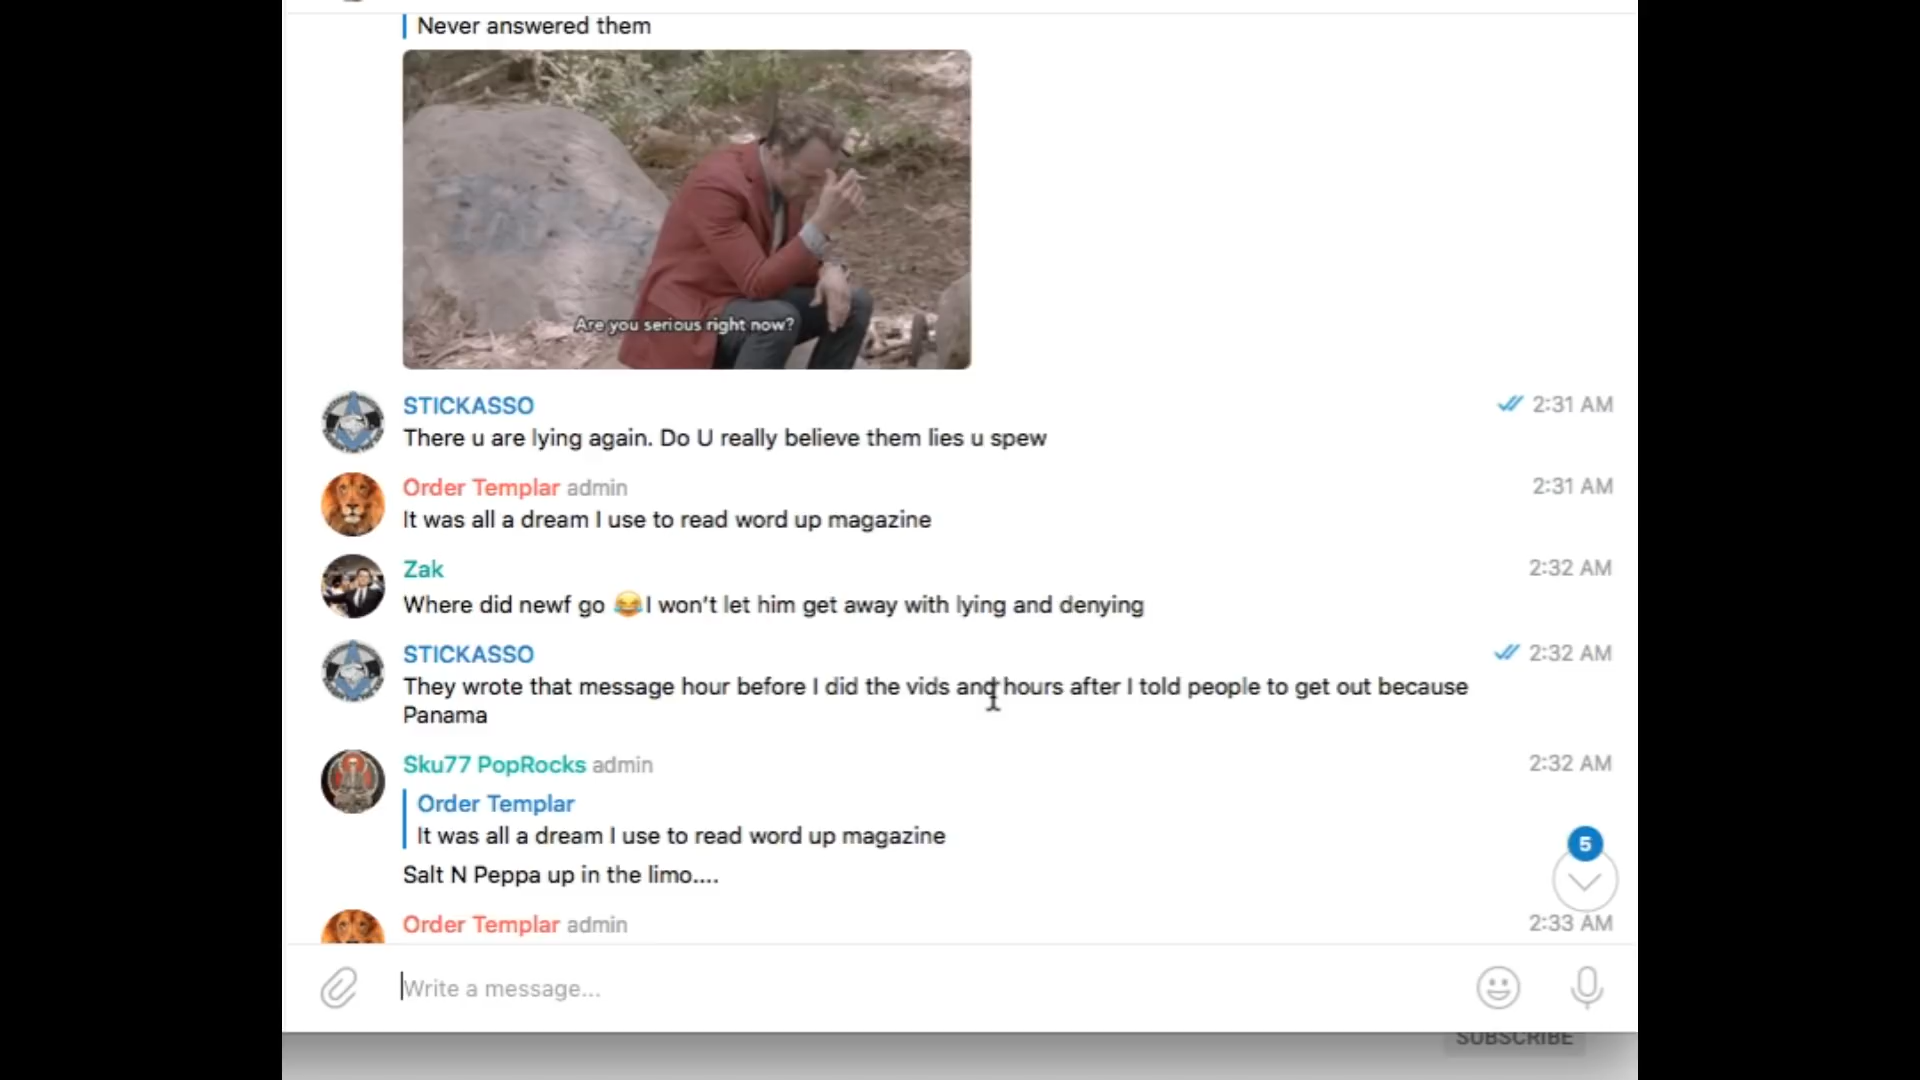 Never answered them
Are you serious right now?
STICKASSO 2:31 AM
There u are lying again. Do U really believe them lies u spew
Order Templar admin 2:31 AM
It was all a dream I use to read word up magazine
Zak 2:32 AM
Where did newf go 😂I won't let him get away with lying and denying
STICKASSO 2:32 AM
They wrote that message hour before I did the vids and hours after I told people to get out because
Panama
Sku77 PopRocks admin 2:32 AM
Order Templar
It was all a dream I use to read word up magazine
Salt N Peppa up in the limo....
5
Order Templar admin 2:33 AM
Write a message...
SUBSCRIBE